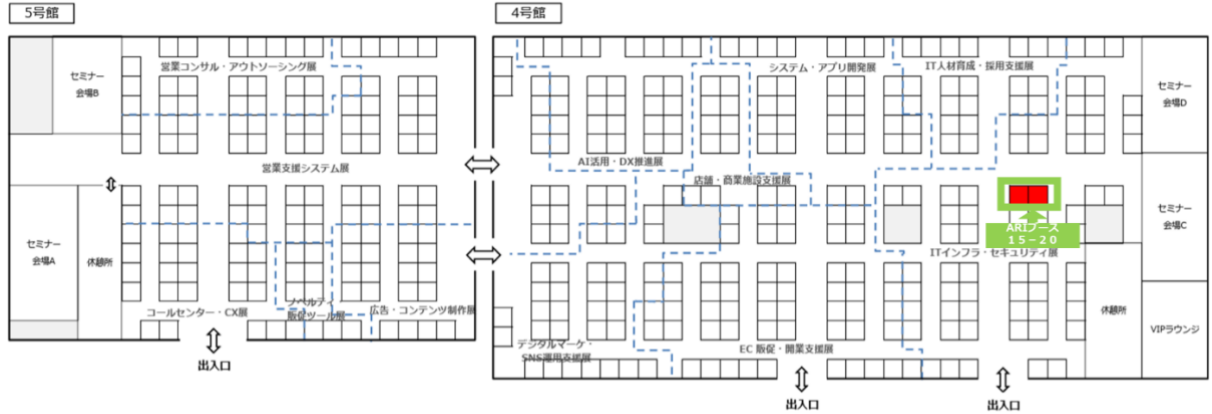 5号館
4号館
営業コンサル・アウトソーシング展
システム・アプリ開発展
IT人材育成・採用支援展
セミナー
会場B
セミナー
会場D
営業支援システム展
AI活用・DX推進展
店舗・商業施設支援展
セミナー
会場A
休憩所
ARIブース
15－20
セミナー
会場C
ITインフラ・セキュリティ展
コールセンター・CX展
ノベルティ・
販促ツール展
広告・コンテンツ制作展
デジタルマーケ・
SNS運用支援展
EC 販促・開業支援展
休憩所
VIPラウンジ
出入口
出入口
出入口